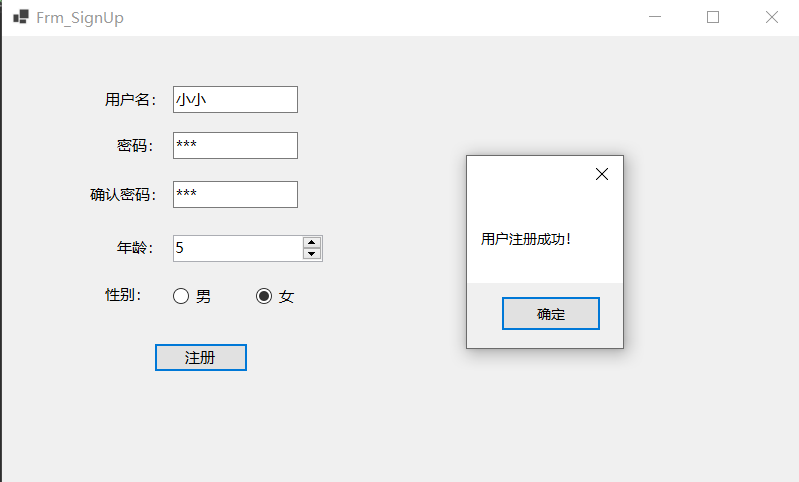 Frm_SignUp
用户名：
小小
密码：
***
确认密码：
***
年龄：
5
性别：
男
女
注册
用户注册成功！
确定